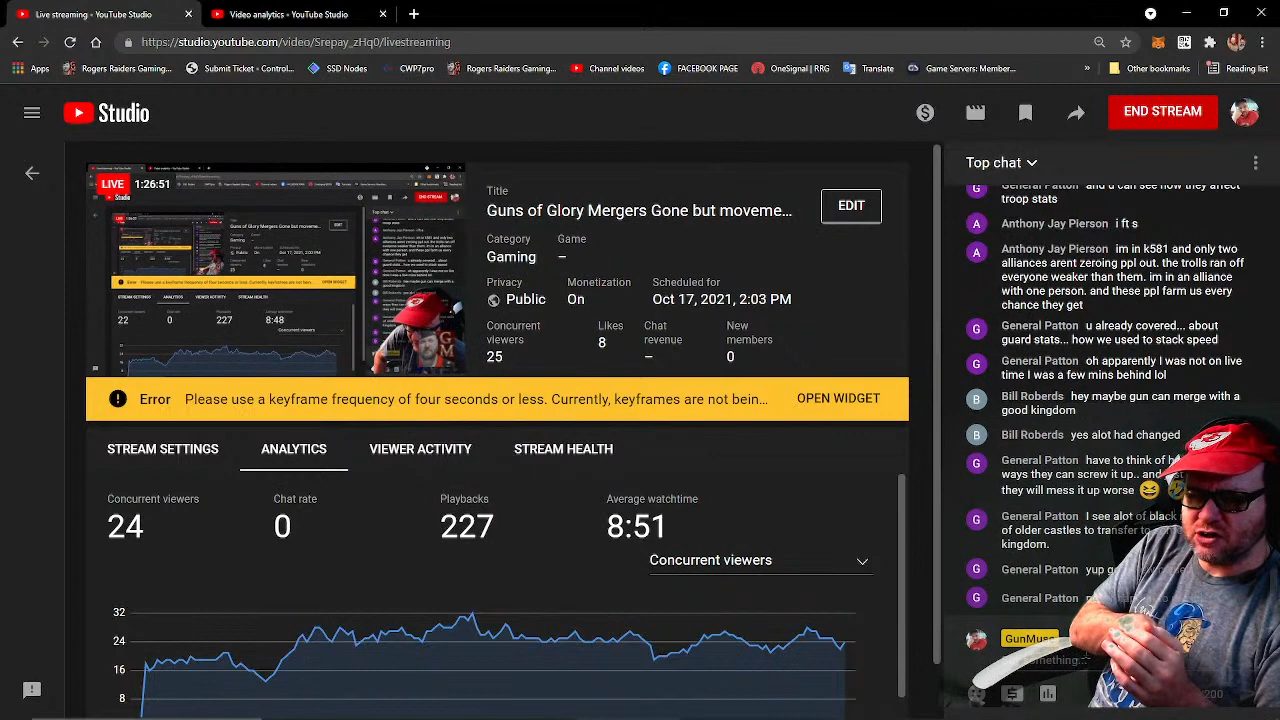 Live streaming - YouTube Studio
Video analytics - YouTube Studio
https://studio.youtube.com/video/Srepay_zHq0/livestreaming
Apps
Rogers Raiders Gaming...
Submit Ticket • Control...
SSD Nodes
CWP7pro
Rogers Raiders Gaming...
Channel videos
FACEBOOK PAGE
OneSignal | RRG
Translate
Game Servers: Member...
»
Other bookmarks
Reading list
Studio
END STREAM
LIVE 1:26:51
Title
Guns of Glory Mergers Gone but moveme...
EDIT
Category
Game
Gaming
–
Privacy
Monetization
Scheduled for
Public
On
Oct 17, 2021, 2:03 PM
Concurrent viewers
Likes
Chat revenue
New members
25
8
–
0
Error Please use a keyframe frequency of four seconds or less. Currently, keyframes are not bein...
OPEN WIDGET
STREAM SETTINGS
ANALYTICS
VIEWER ACTIVITY
STREAM HEALTH
Concurrent viewers
Chat rate
Playbacks
Average watchtime
24
0
227
8:51
Concurrent viewers
32
24
16
8
Top chat
General Patton and u can see how they affect
troop stats
Anthony Jay Pierson i ft s
Anthony Jay Pierson im in k581 and only two
alliances arent zeroing ppl out. the trolls ran off
everyone weaker then them. im in an alliance
with one person. and these ppl farm us every
chance they get
General Patton u already covered... about
guard stats... how we used to stack speed
General Patton oh apparently I was not on live
time I was a few mins behind lol
Bill Roberds hey maybe gun can merge with a
good kingdom
Bill Roberds yes alot had changed
General Patton have to think of
ways they can screw it up.. and
they will mess it up worse
General Patton I see alot of black
of older castles to transfer to
kingdom.
General Patton yup
General Patton
GunMus
something...
/200